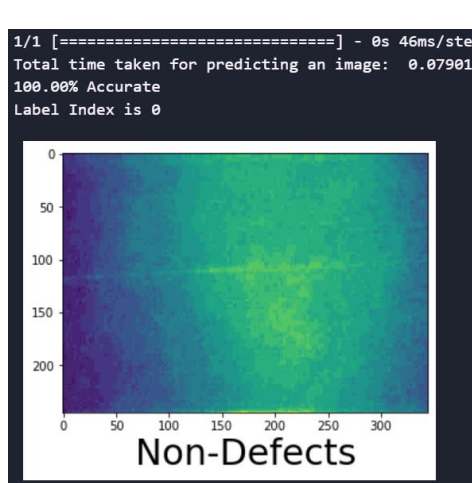 1/1 [==============================] - 0s 46ms/ste
Total time taken for predicting an image:  0.07901
100.00% Accurate
Label Index is 0
0
50
100
150
200
0 50 100 150 200 250 300
Non-Defects